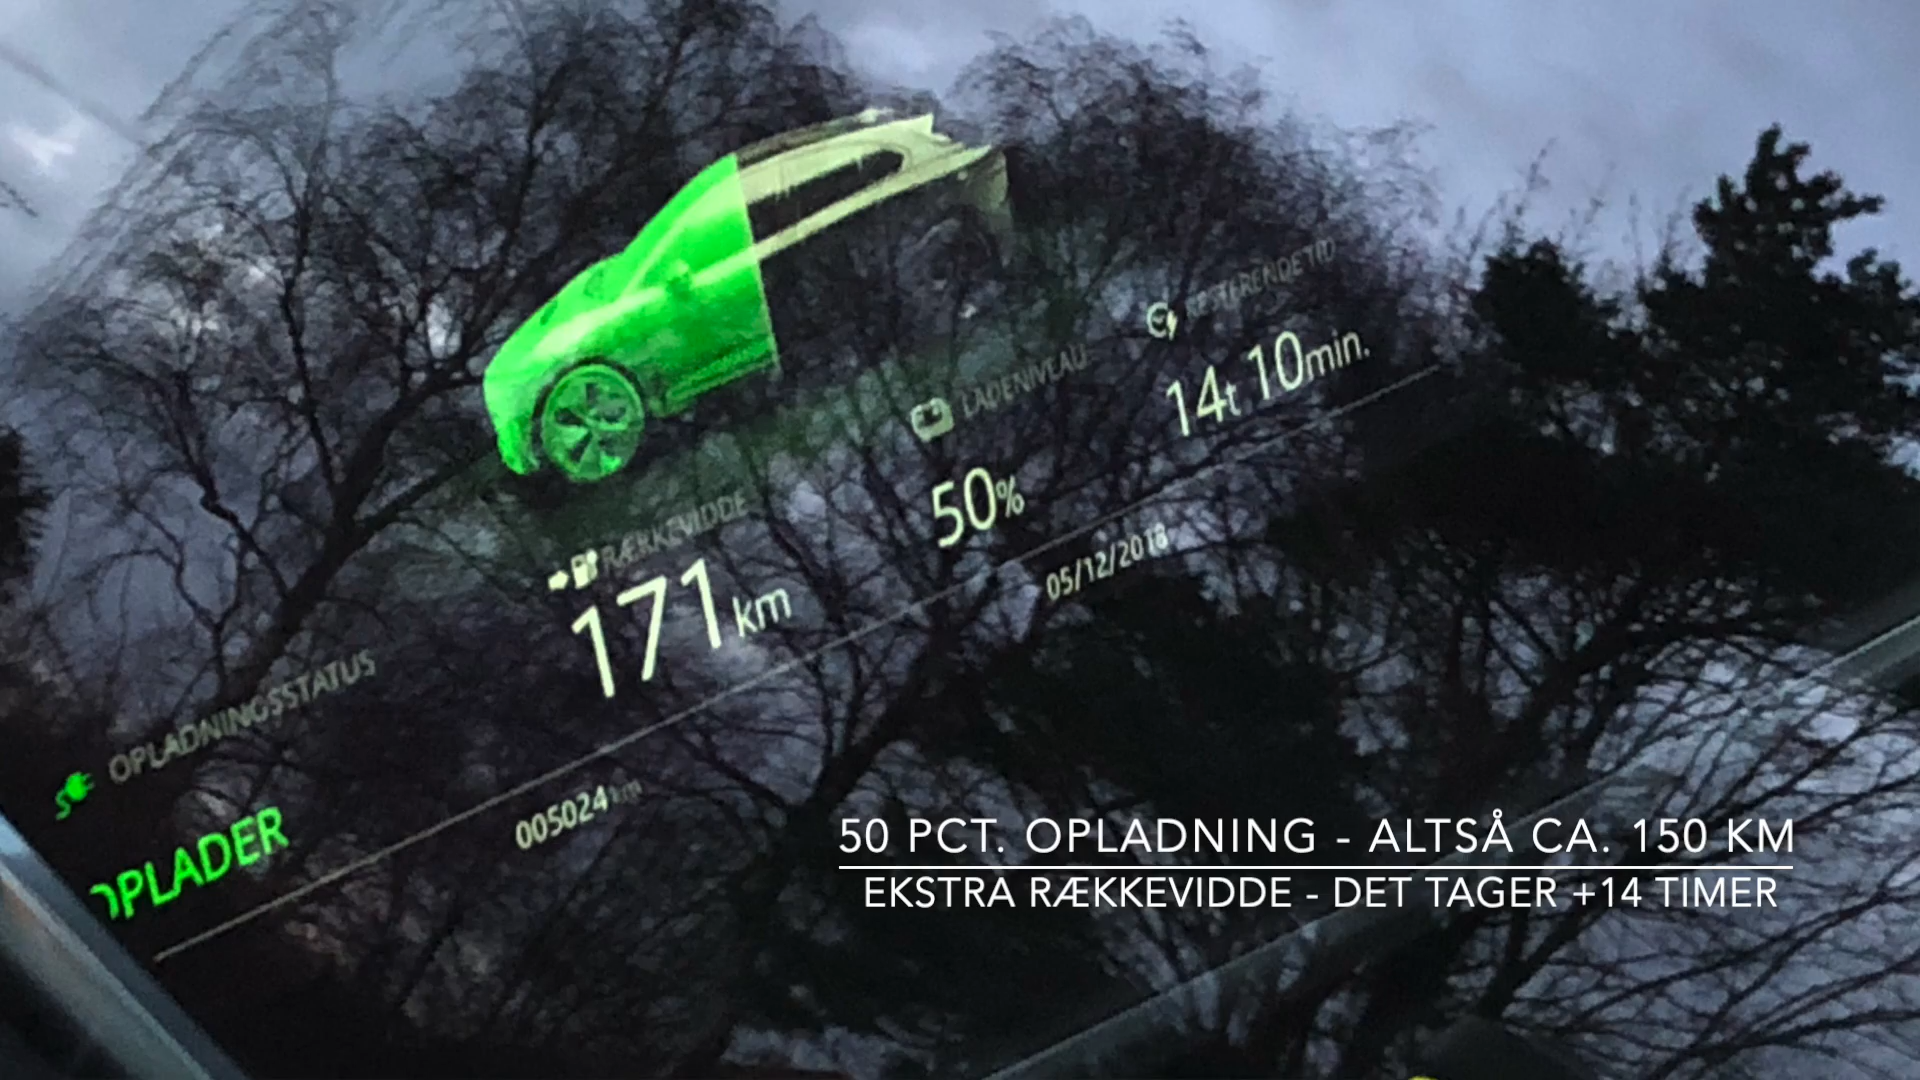 RESTERENDE TID
14t 10min.
LADENIVEAU
50%
RÆKKEVIDDE
171 km
OPLADNINGSSTATUS
OPLADER
05/12/2018
005024 km
50 PCT. OPLADNING - ALTSÅ CA. 150 KM
EKSTRA RÆKKEVIDDE - DET TAGER +14 TIMER